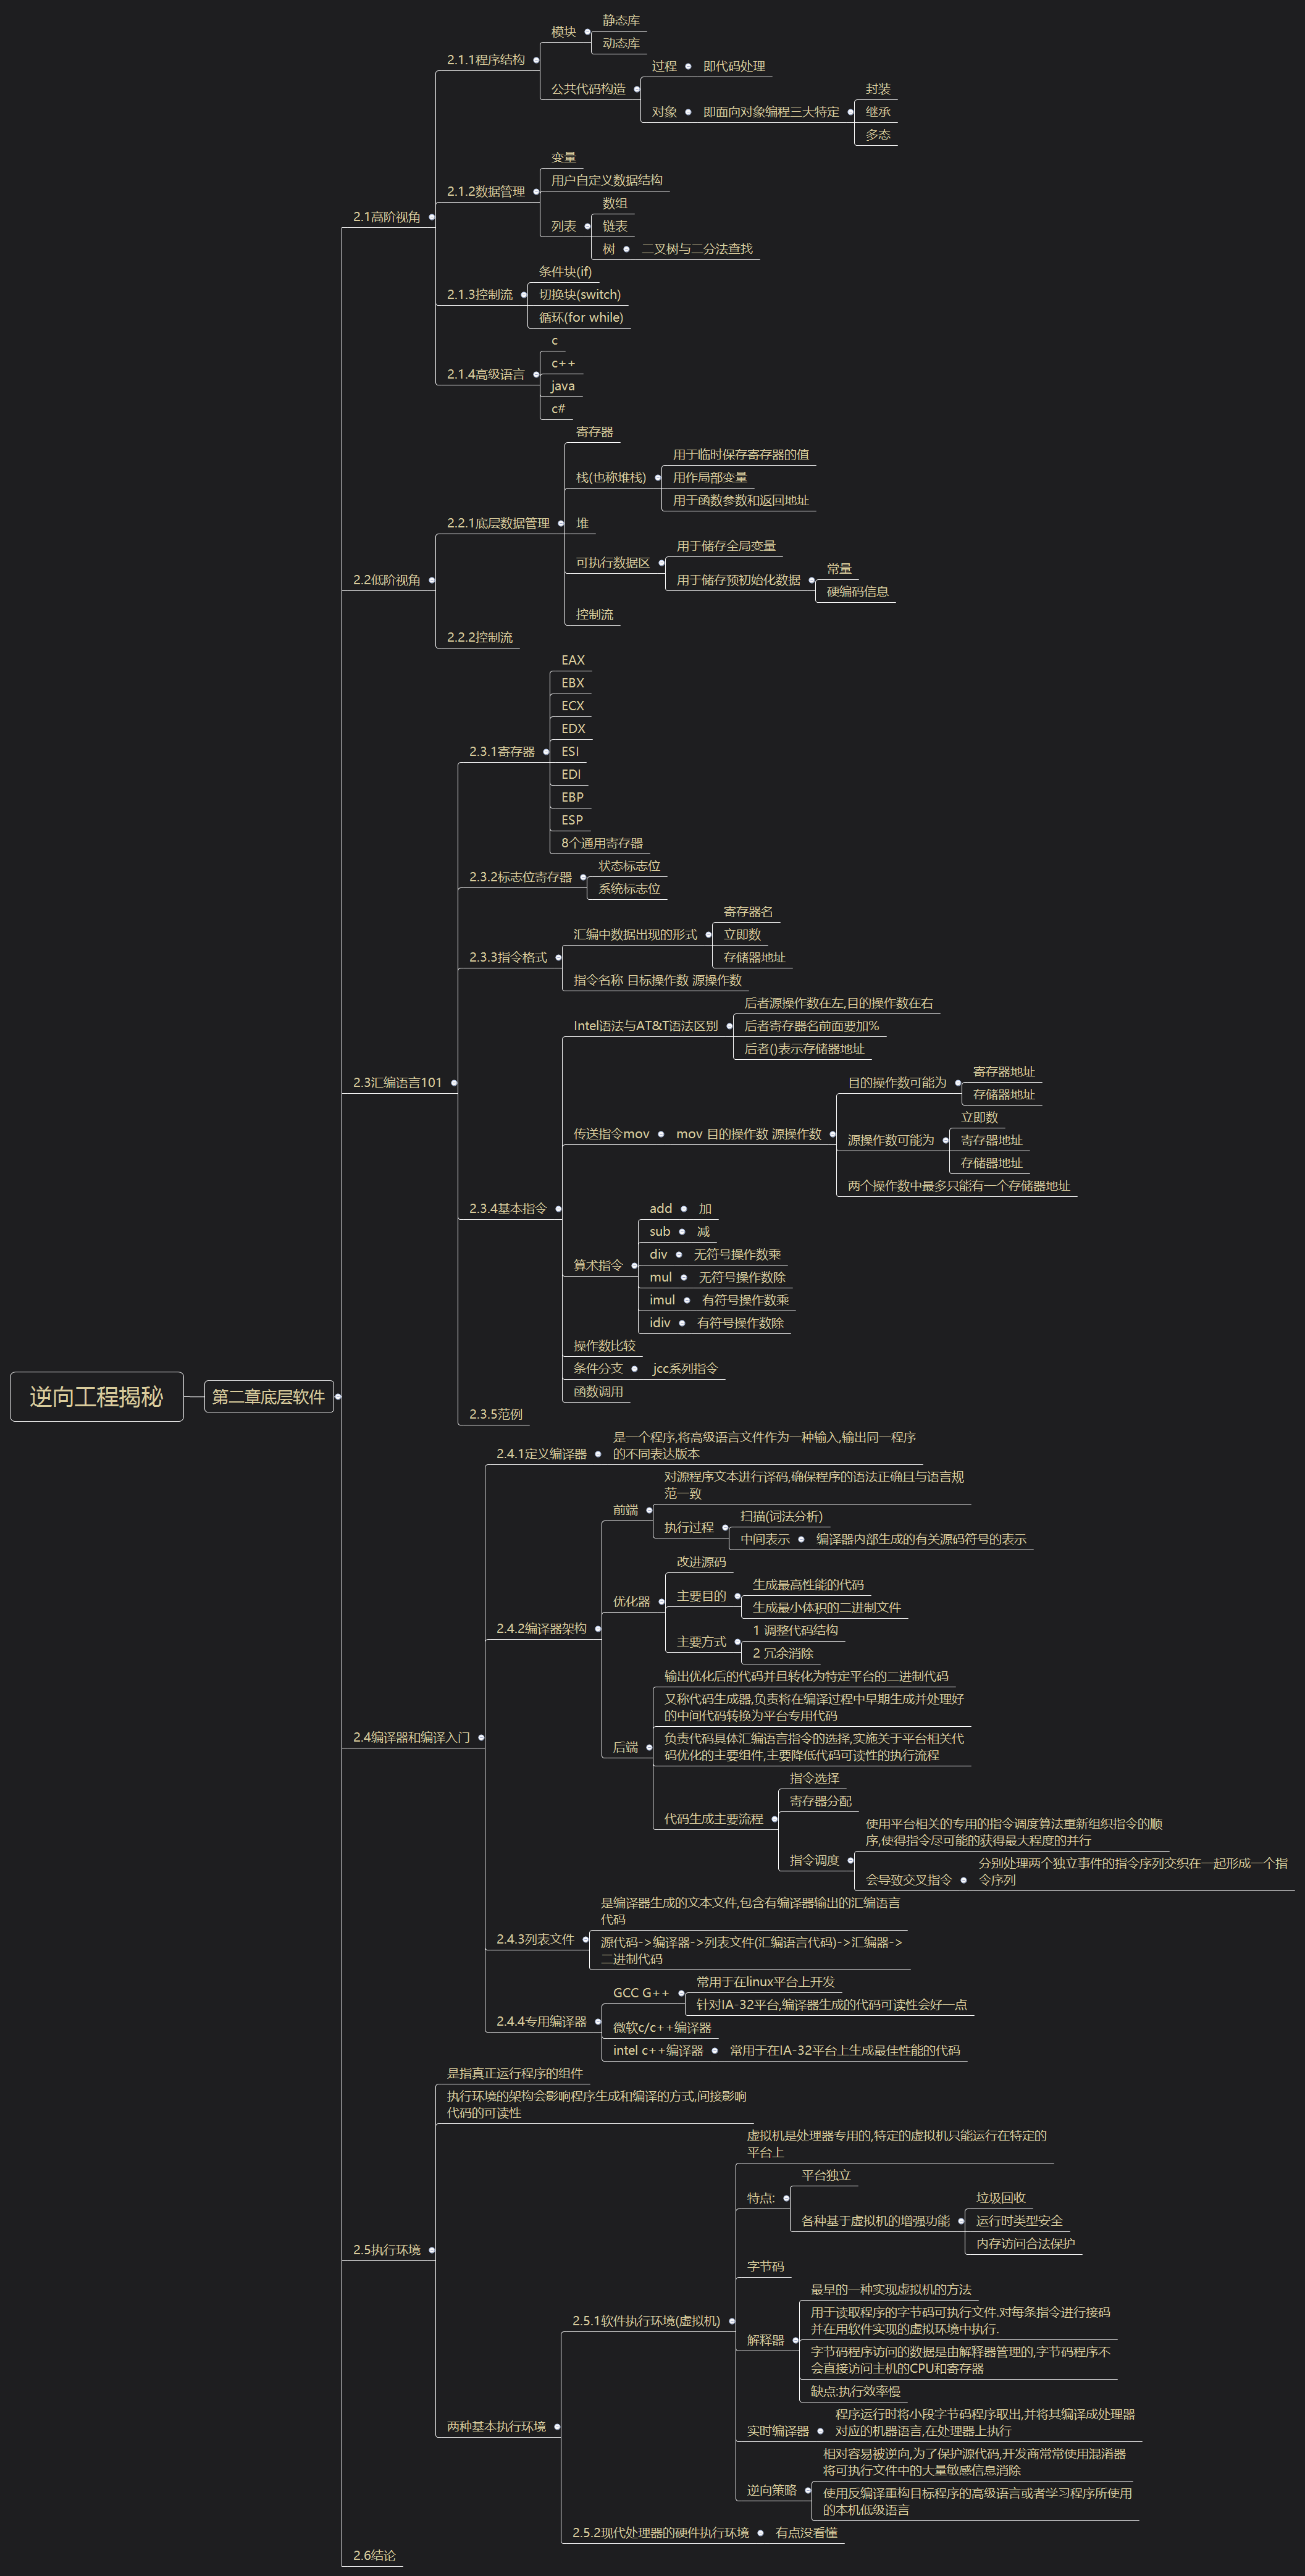 逆向工程揭秘
第二章底层软件
2.1高阶视角
2.1.1程序结构
模块
静态库
动态库
公共代码构造
过程
即代码处理
对象
即面向对象编程三大特定
封装
继承
多态
2.1.2数据管理
变量
用户自定义数据结构
列表
数组
链表
树
二叉树与二分法查找
2.1.3控制流
条件块(if)
切换块(switch)
循环(for while)
2.1.4高级语言
c
c++
java
c#
2.2低阶视角
2.2.1底层数据管理
寄存器
栈(也称堆栈)
用于临时保存寄存器的值
用作局部变量
用于函数参数和返回地址
堆
可执行数据区
用于储存全局变量
用于储存预初始化数据
常量
硬编码信息
控制流
2.2.2控制流
2.3汇编语言101
2.3.1寄存器
EAX
EBX
ECX
EDX
ESI
EDI
EBP
ESP
8个通用寄存器
2.3.2标志位寄存器
状态标志位
系统标志位
2.3.3指令格式
汇编中数据出现的形式
寄存器名
立即数
存储器地址
指令名称 目标操作数 源操作数
2.3.4基本指令
Intel语法与AT&T语法区别
后者源操作数在左,目的操作数在右
后者寄存器名前面要加%
后者()表示存储器地址
传送指令mov
mov 目的操作数 源操作数
目的操作数可能为
寄存器地址
存储器地址
源操作数可能为
立即数
寄存器地址
存储器地址
两个操作数中最多只能有一个存储器地址
算术指令
add
加
sub
减
div
无符号操作数乘
mul
无符号操作数除
imul
有符号操作数乘
idiv
有符号操作数除
操作数比较
条件分支
jcc系列指令
函数调用
2.3.5范例
2.4编译器和编译入门
2.4.1定义编译器
是一个程序,将高级语言文件作为一种输入,输出同一程序
的不同表达版本
2.4.2编译器架构
前端
对源程序文本进行译码,确保程序的语法正确且与语言规
范一致
执行过程
扫描(词法分析)
中间表示
编译器内部生成的有关源码符号的表示
优化器
改进源码
主要目的
生成最高性能的代码
生成最小体积的二进制文件
主要方式
1 调整代码结构
2 冗余消除
后端
输出优化后的代码并且转化为特定平台的二进制代码
又称代码生成器,负责将在编译过程中早期生成并处理好
的中间代码转换为平台专用代码
负责代码具体汇编语言指令的选择,实施关于平台相关代
码优化的主要组件,主要降低代码可读性的执行流程
代码生成主要流程
指令选择
寄存器分配
指令调度
使用平台相关的专用的指令调度算法重新组织指令的顺
序,使得指令尽可能的获得最大程度的并行
会导致交叉指令
分别处理两个独立事件的指令序列交织在一起形成一个指
令序列
2.4.3列表文件
是编译器生成的文本文件,包含有编译器输出的汇编语言
代码
源代码->编译器->列表文件(汇编语言代码)->汇编器->
二进制代码
2.4.4专用编译器
GCC G++
常用于在linux平台上开发
针对IA-32平台,编译器生成的代码可读性会好一点
微软c/c++编译器
intel c++编译器
常用于在IA-32平台上生成最佳性能的代码
2.5执行环境
是指真正运行程序的组件
执行环境的架构会影响程序生成和编译的方式,间接影响
代码的可读性
两种基本执行环境
2.5.1软件执行环境(虚拟机)
虚拟机是处理器专用的,特定的虚拟机只能运行在特定的
平台上
特点:
平台独立
各种基于虚拟机的增强功能
垃圾回收
运行时类型安全
内存访问合法保护
字节码
解释器
最早的一种实现虚拟机的方法
用于读取程序的字节码可执行文件.对每条指令进行接码
并在用软件实现的虚拟环境中执行.
字节码程序访问的数据是由解释器管理的,字节码程序不
会直接访问主机的CPU和寄存器
缺点:执行效率慢
实时编译器
程序运行时将小段字节码程序取出,并将其编译成处理器
对应的机器语言,在处理器上执行
逆向策略
相对容易被逆向,为了保护源代码,开发商常常使用混淆器
将可执行文件中的大量敏感信息消除
使用反编译重构目标程序的高级语言或者学习程序所使用
的本机低级语言
2.5.2现代处理器的硬件执行环境
有点没看懂
2.6结论